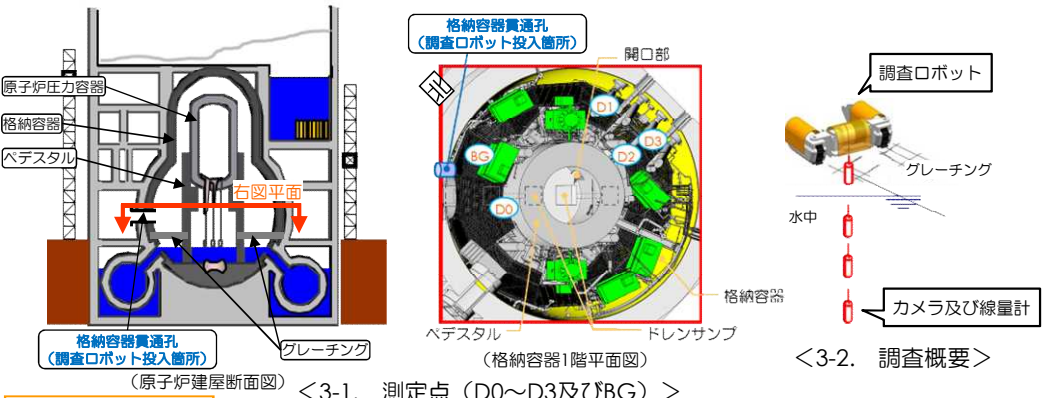 原子炉圧力容器
格納容器
ペデスタル
右図平面
格納容器貫通孔
（調査ロボット投入箇所）
グレーチング
（原子炉建屋断面図）
格納容器貫通孔
（調査ロボット投入箇所）
開口部
北
D1
D3
D2
BG
D0
格納容器
ペデスタル
ドレンサンプ
（格納容器1階平面図）
＜3-1． 測定点（D0～D3及びBG）＞
調査ロボット
グレーチング
水中
カメラ及び線量計
＜3-2． 調査概要＞